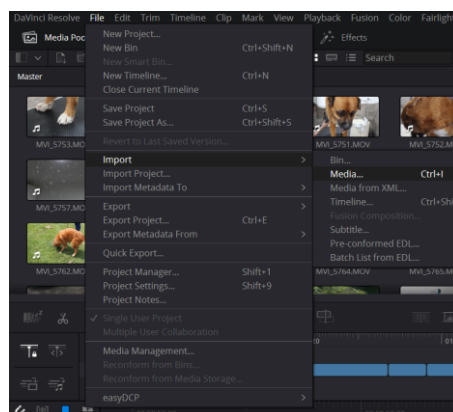 DaVinci Resolve File Edit Trim Timeline Clip Mark View Playback Fusion Color Fairligh
Media Poo
Effects
Search
Master
New Project...
New Bin Ctrl+Shift+N
New Smart Bin...
New Timeline... Ctrl+N
Close Current Timeline
Save Project Ctrl+S
Save Project As... Ctrl+Shift+S
Revert to Last Saved Version...
Import
Import Project...
Import Metadata To
Export
Export Project... Ctrl+E
Export Metadata From
Quick Export...
Project Manager... Shift+1
Project Settings... Shift+9
Project Notes...
Single User Project
Multiple User Collaboration
Media Management...
Reconform from Bins...
Reconform from Media Storage...
easyDCP
Bin...
Media... Ctrl+I
Media from XML...
Timeline... Ctrl+Shi
Fusion Composition...
Subtitle...
Pre-conformed EDL...
Batch List from EDL...
MVI_5753.MOV
MVI_5751.MOV
MVI_5752.M
MVI_5757.MO
MVI_5762.MO
MVI_5764.MOV
MVI_5765.M